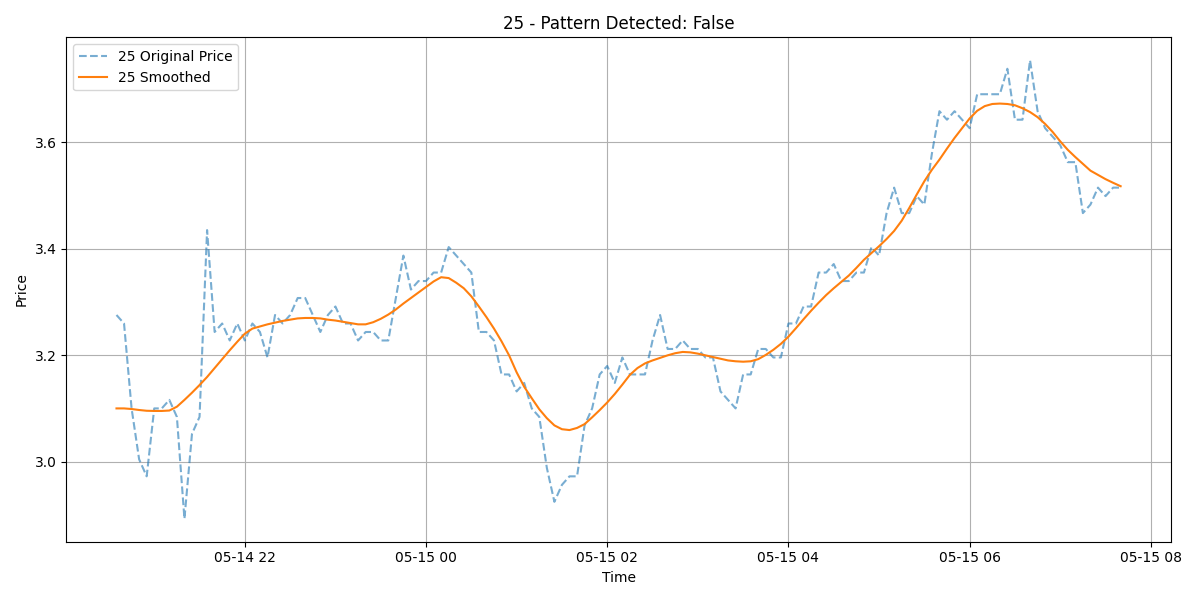 25 - Pattern Detected: False
25 Original Price
25 Smoothed
Price
3.6
3.4
3.2
3.0
05-14 22
05-15 00
05-15 02
05-15 04
05-15 06
05-15 08
Time